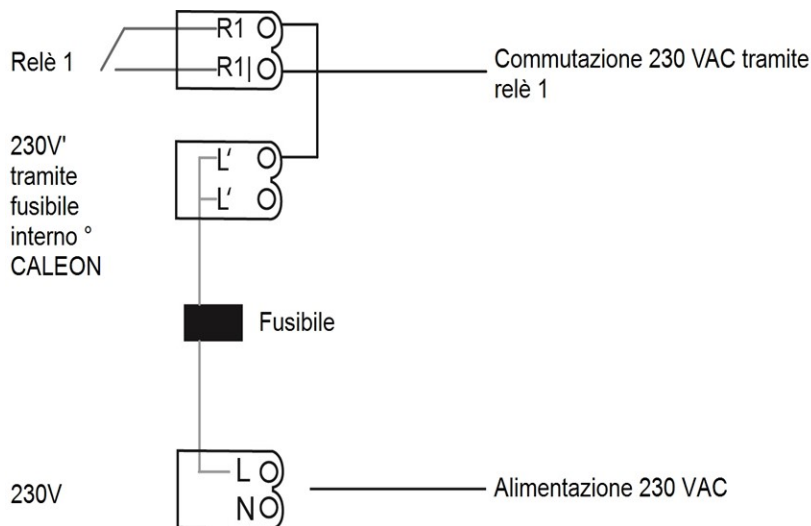 Relè 1
R1
R1|
Commutazione 230 VAC tramite
relè 1
230V'
tramite
fusibile
interno °
CALEON
L'
L'
Fusibile
230V
L
N
Alimentazione 230 VAC